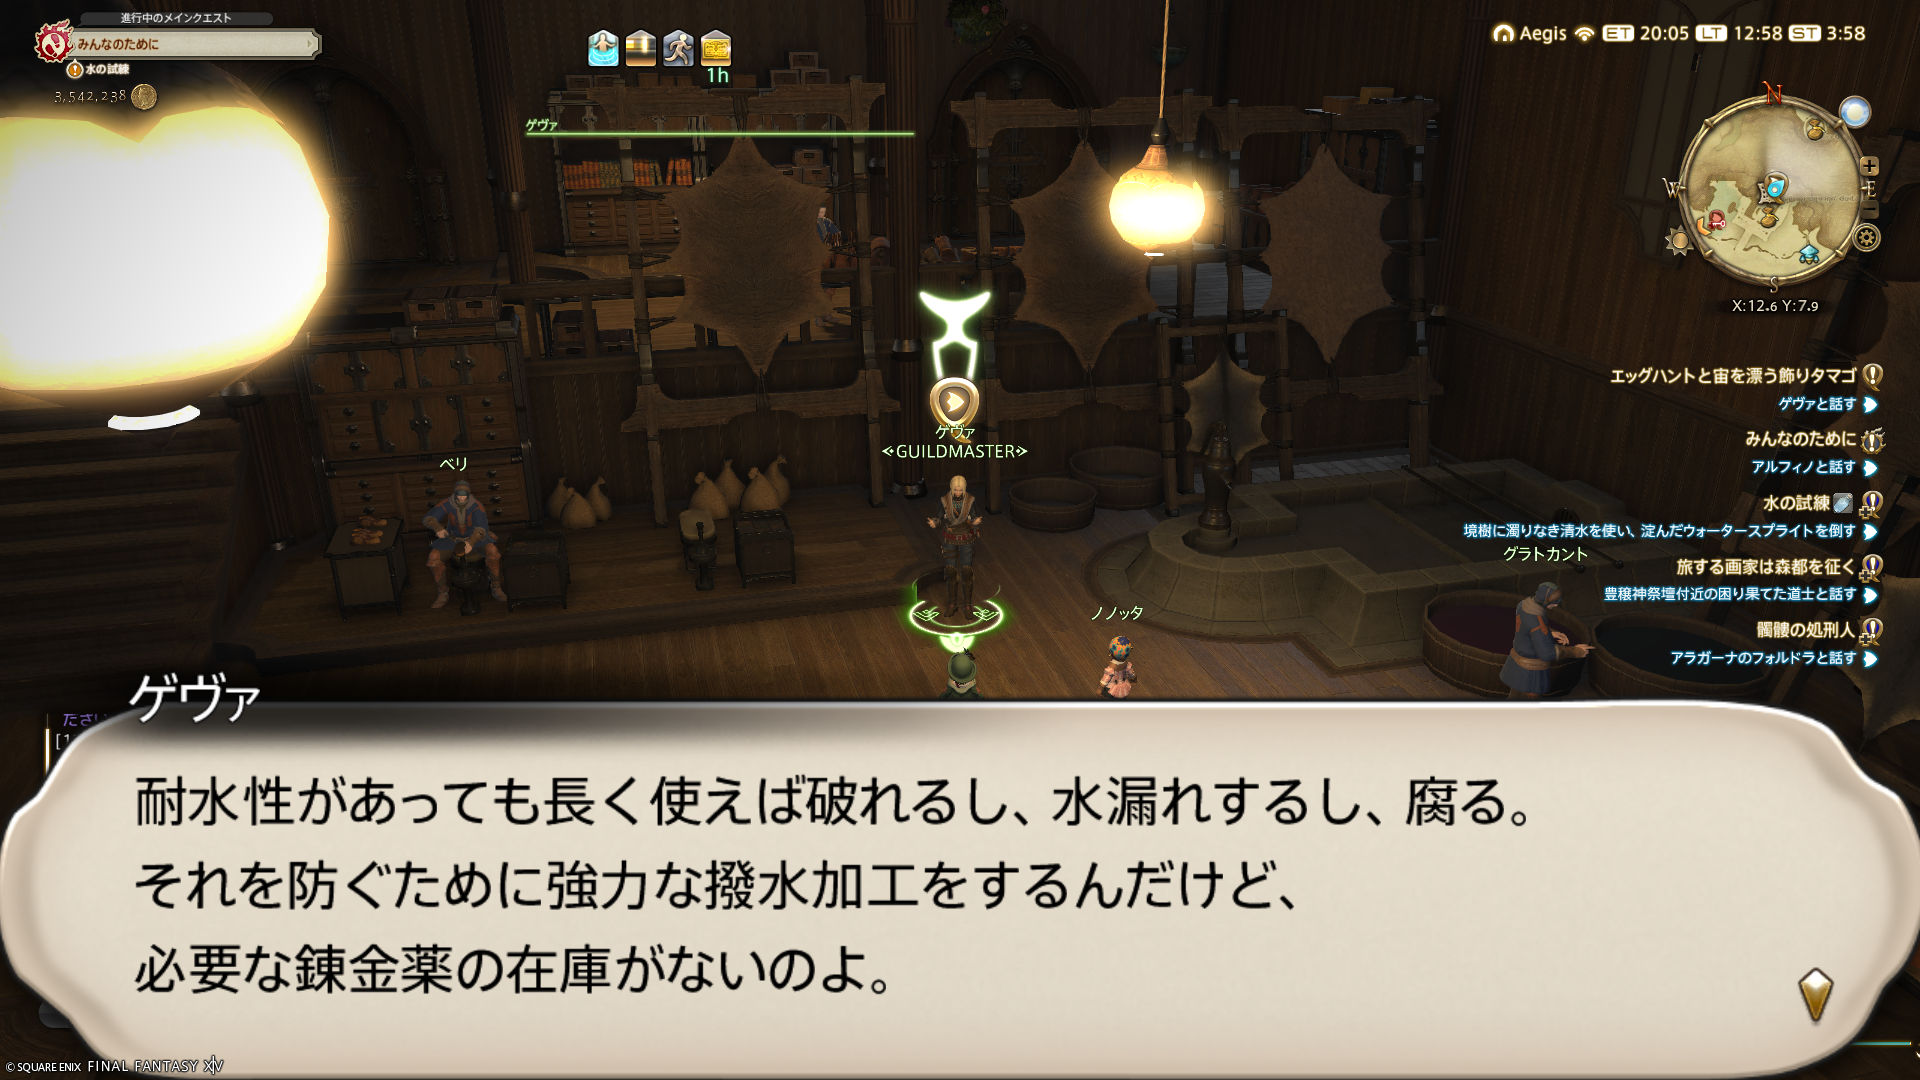 進行中のメインクエスト
みんなのために
水の試練
3,542,238
1h
ゲヴァ
Aegis ET 20:05 LT 12:58 ST 3:58
N
W
E
S
X:12.6 Y:7.9
エッグハントと宙を漂う飾りタマゴ
ゲヴァと話す
みんなのために
アルフィノと話す
水の試練
境樹に濁りなき清水を使い、淀んだウォータースプライトを倒す
旅する画家は森都を征く
豊穣神祭壇付近の困り果てた道士と話す
髑髏の処刑人
アラガーナのフォルドラと話す
ゲヴァ
<GUILDMASTER>
ベリ
グラトカント
ノノッタ
ゲヴァ
耐水性があっても長く使えば破れるし、水漏れするし、腐る。
それを防ぐために強力な撥水加工をするんだけど、
必要な錬金薬の在庫がないのよ。
© SQUARE ENIX FINAL FANTASY XIV